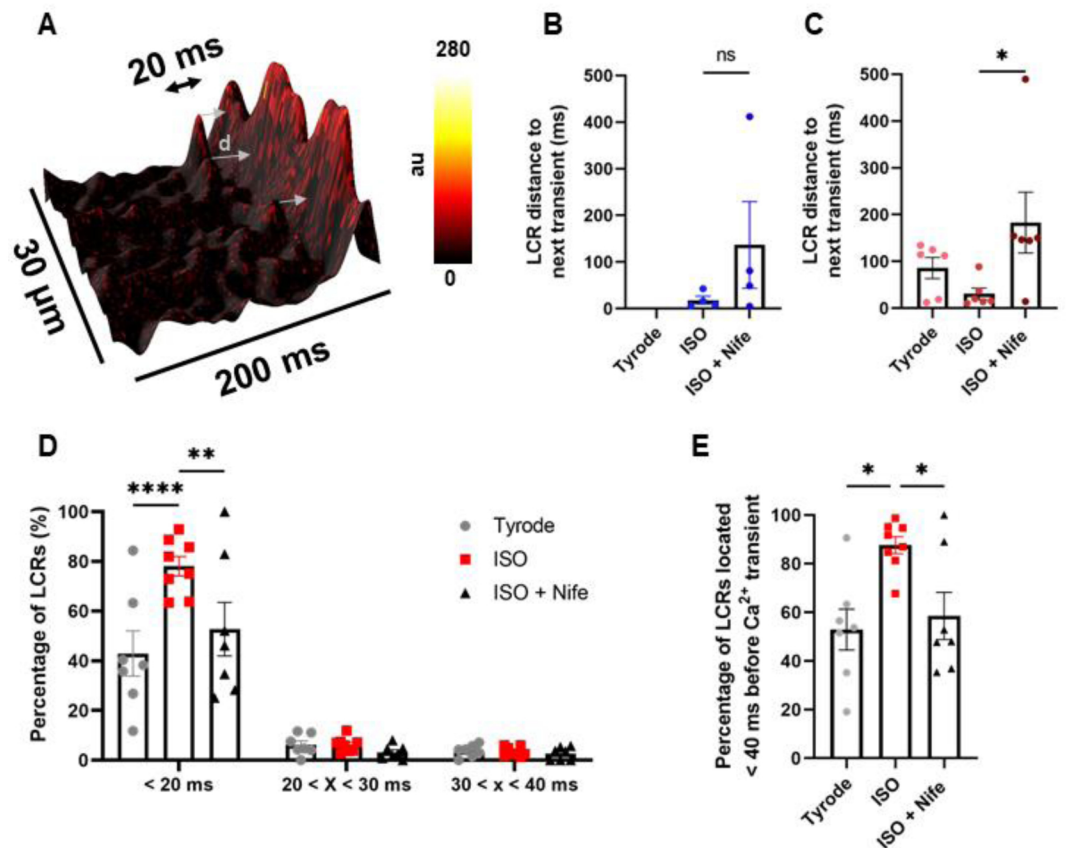 A
20 ms
d
30 µm
200 ms
280
au
0
B
ns
LCR distance to
next transient (ms)
500
400
300
200
100
0
Tyrode
ISO
ISO + Nife
C
*
LCR distance to
next transient (ms)
500
400
300
200
100
0
Tyrode
ISO
ISO + Nife
D
**
****
Percentage of LCRs (%)
100
80
60
40
20
0
< 20 ms
20 < X < 30 ms
30 < x < 40 ms
Tyrode
ISO
ISO + Nife
E
* *
Percentage of LCRs located
< 40 ms before Ca²⁺ transient
100
80
60
40
20
0
Tyrode
ISO
ISO + Nife